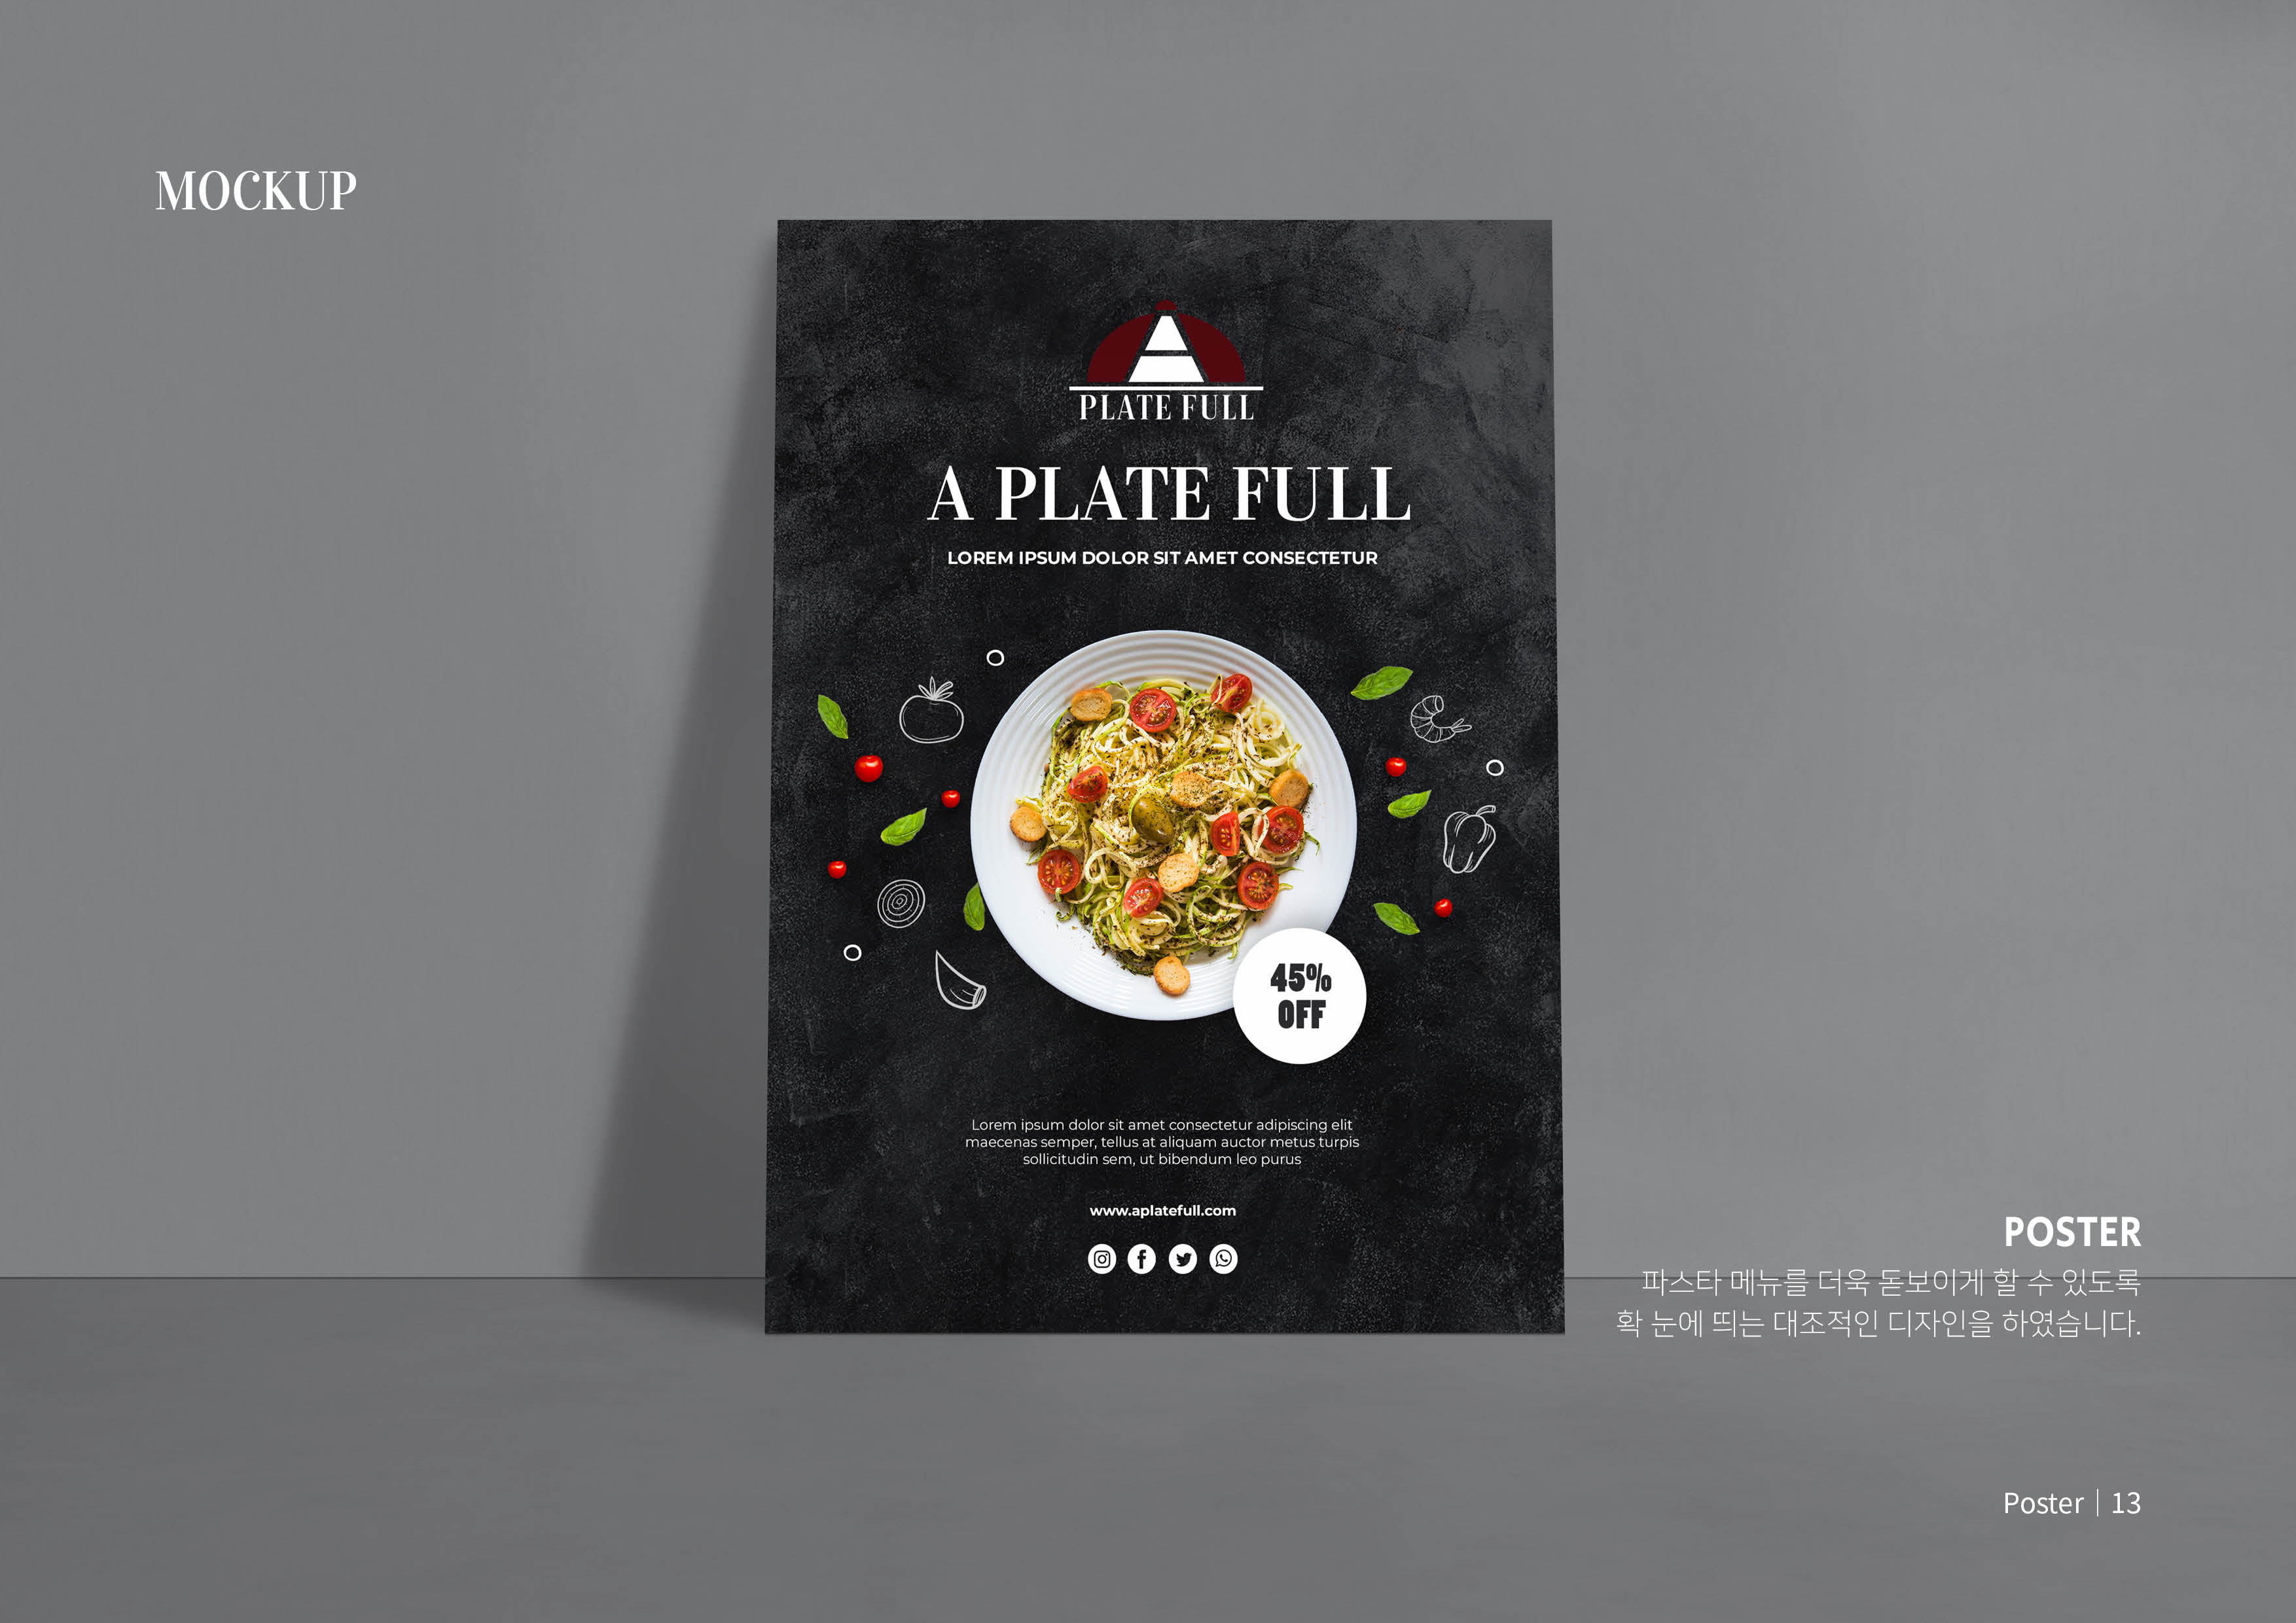 MOCKUP
PLATE FULL
A PLATE FULL
LOREM IPSUM DOLOR SIT AMET CONSECTETUR
45%
OFF
Lorem ipsum dolor sit amet consectetur adipiscing elit
maecenas semper, tellus at aliquam auctor metus turpis
sollicitudin sem, ut bibendum leo purus
www.aplatefull.com
POSTER
파스타 메뉴를 더욱 돋보이게 할 수 있도록
확 눈에 띄는 대조적인 디자인을 하였습니다.
Poster | 13